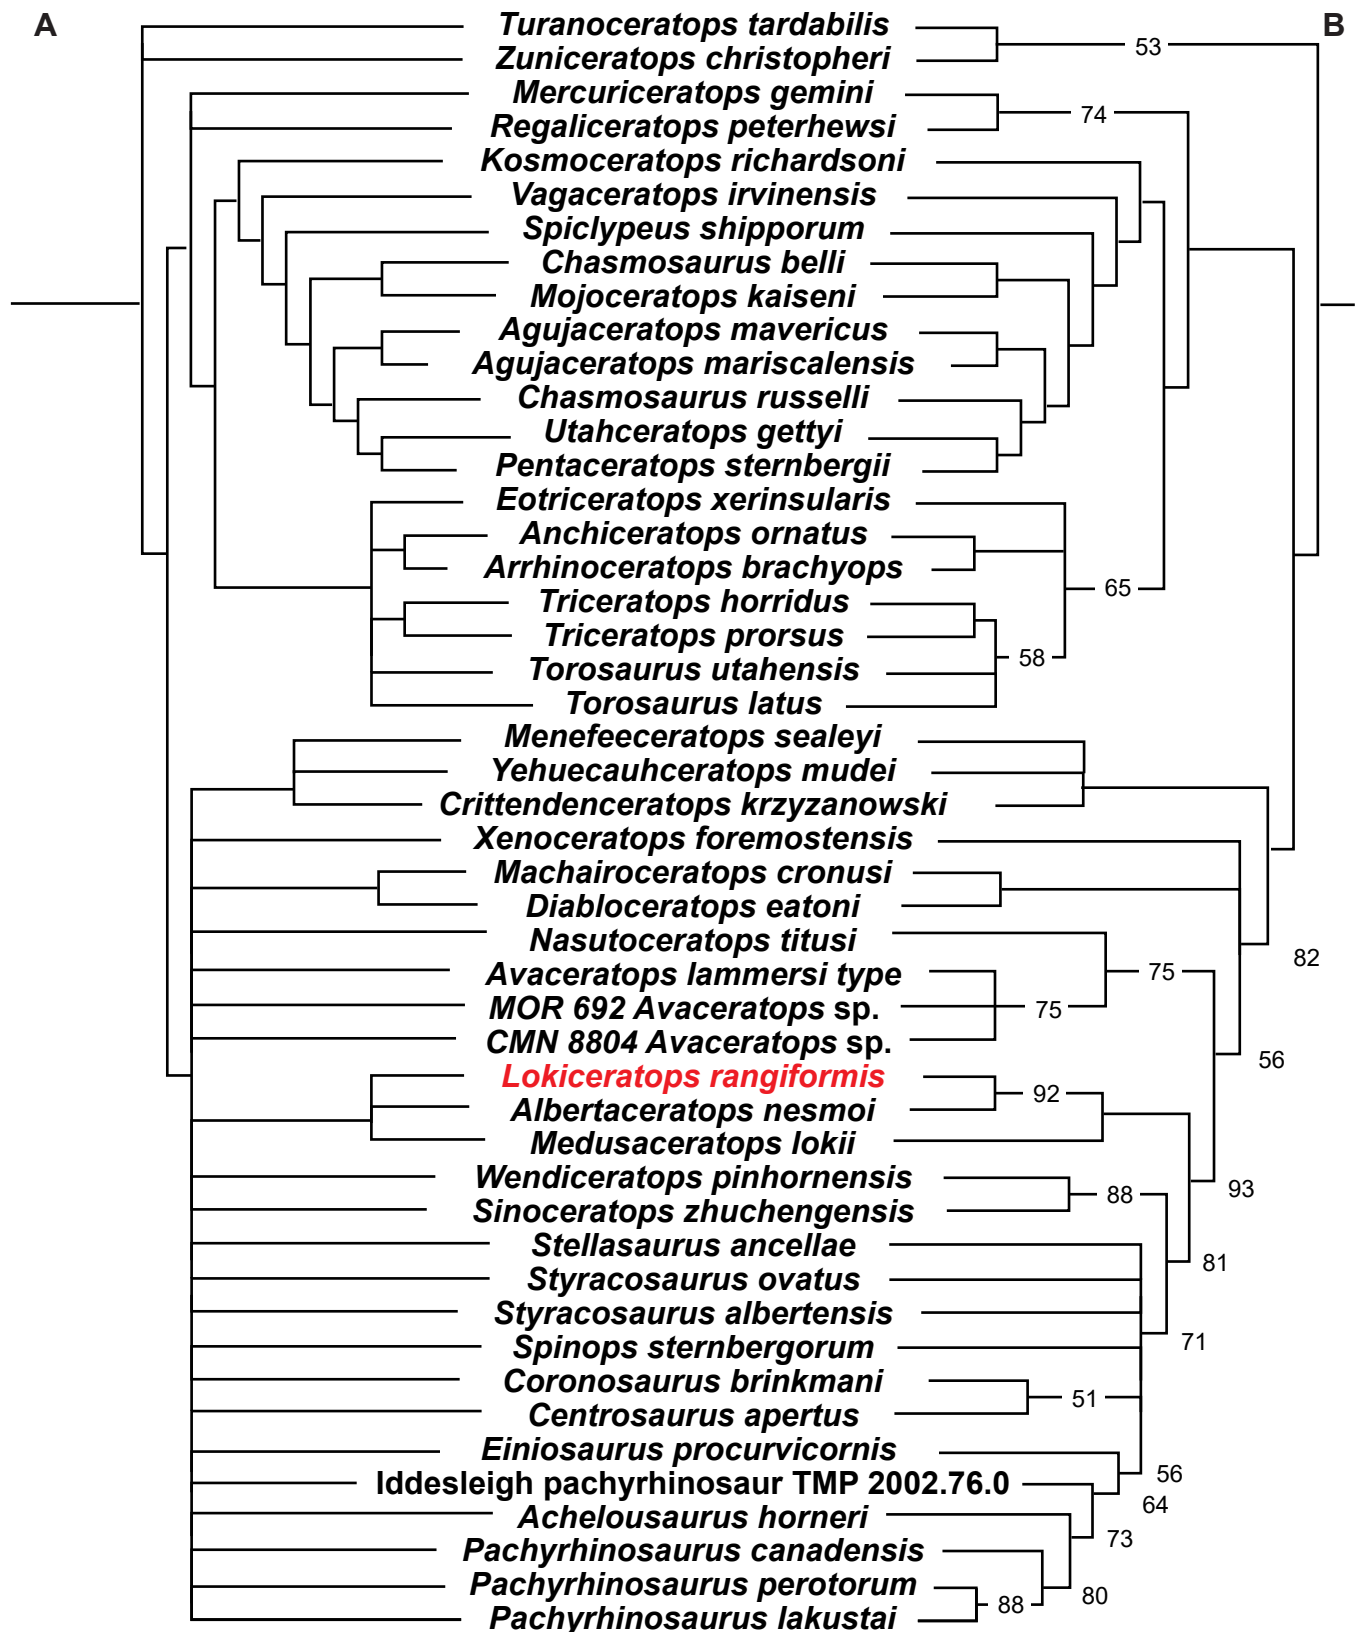 A
B
Turanoceratops tardabilis
53
Zuniceratops christopheri
Mercuriceratops gemini
74
Regaliceratops peterhewsi
Kosmoceratops richardsoni
Vagaceratops irvinensis
Spiclypeus shipporum
Chasmosaurus belli
Mojoceratops kaiseni
Agujaceratops mavericus
Agujaceratops mariscalensis
Chasmosaurus russelli
Utahceratops gettyi
Pentaceratops sternbergii
Eotriceratops xerinsularis
Anchiceratops ornatus
Arrhinoceratops brachyops
65
Triceratops horridus
Triceratops prorsus
58
Torosaurus utahensis
Torosaurus latus
Menefeeceratops sealeyi
Yehuecauhceratops mudei
Crittendenceratops krzyzanowski
Xenoceratops foremostensis
Machairoceratops cronusi
Diabloceratops eatoni
Nasutoceratops titusi
82
Avaceratops lammersi type
75
MOR 692 Avaceratops sp.
75
CMN 8804 Avaceratops sp.
56
Lokiceratops rangiformis
92
Albertaceratops nesmoi
Medusaceratops lokii
Wendiceratops pinhornensis
88
93
Sinoceratops zhuchengensis
Stellasaurus ancellae
81
Styracosaurus ovatus
Styracosaurus albertensis
71
Spinops sternbergorum
Coronosaurus brinkmani
51
Centrosaurus apertus
Einiosaurus procurvicornis
56
Iddesleigh pachyrhinosaur TMP 2002.76.0
64
Achelousaurus horneri
73
Pachyrhinosaurus canadensis
Pachyrhinosaurus perotorum
80
88
Pachyrhinosaurus lakustai